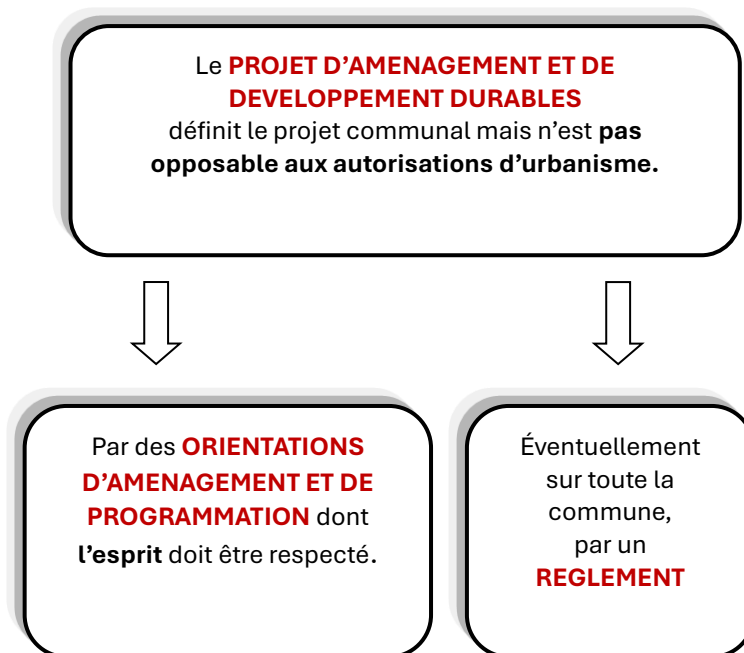 Le PROJET D’AMENAGEMENT ET DE
DEVELOPPEMENT DURABLES
définit le projet communal mais n’est pas
opposable aux autorisations d’urbanisme.
Par des ORIENTATIONS
D’AMENAGEMENT ET DE
PROGRAMMATION dont
l’esprit doit être respecté.
Éventuellement
sur toute la
commune,
par un
REGLEMENT